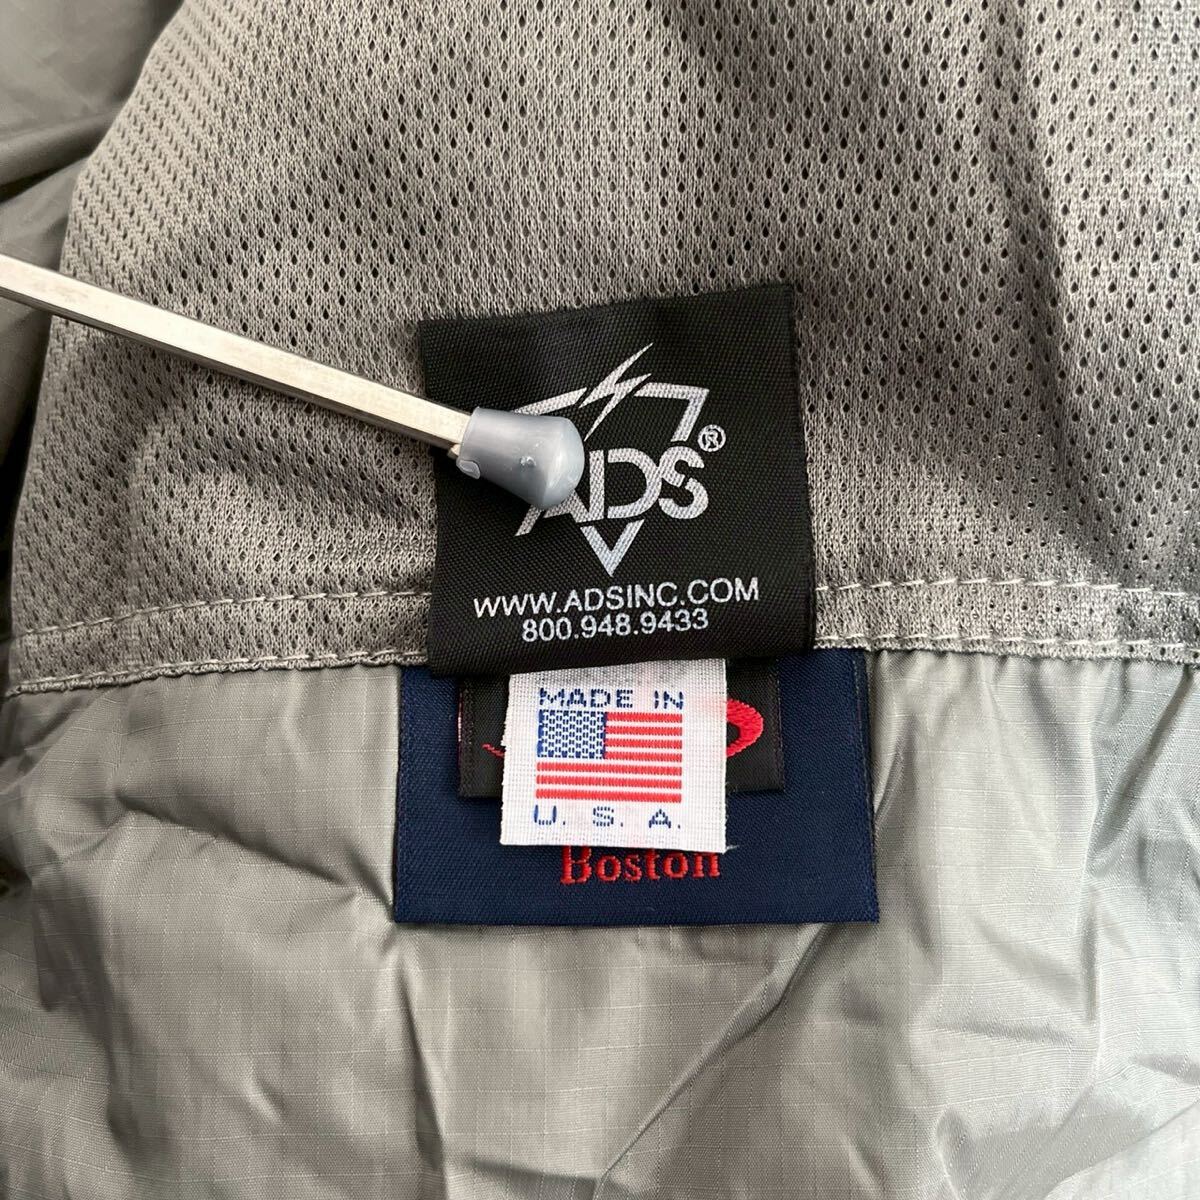 ADS®
WWW.ADSINC.COM
800.948.9433
MADE IN
U. S. A.
Boston